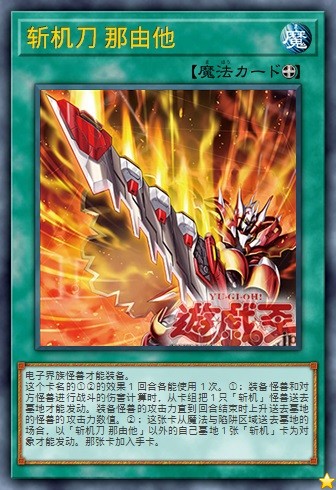 斩机刀 那由他
魔
【魔法カード】
YU-GI-OH!
遊戯王
电子界族怪兽才能装备。
这个卡名的①②的效果1回合各能使用1次。①：装备怪兽和对
方怪兽进行战斗的伤害计算时，从卡组把1只「斩机」怪兽送去
墓地才能发动。装备怪兽的攻击力直到回合结束时上升送去墓地
的怪兽的攻击力数值。②：这张卡从魔法与陷阱区域送去墓地的
场合，以「斩机刀 那由他」以外的自己墓地1张「斩机」卡为对
象才能发动。那张卡加入手卡。